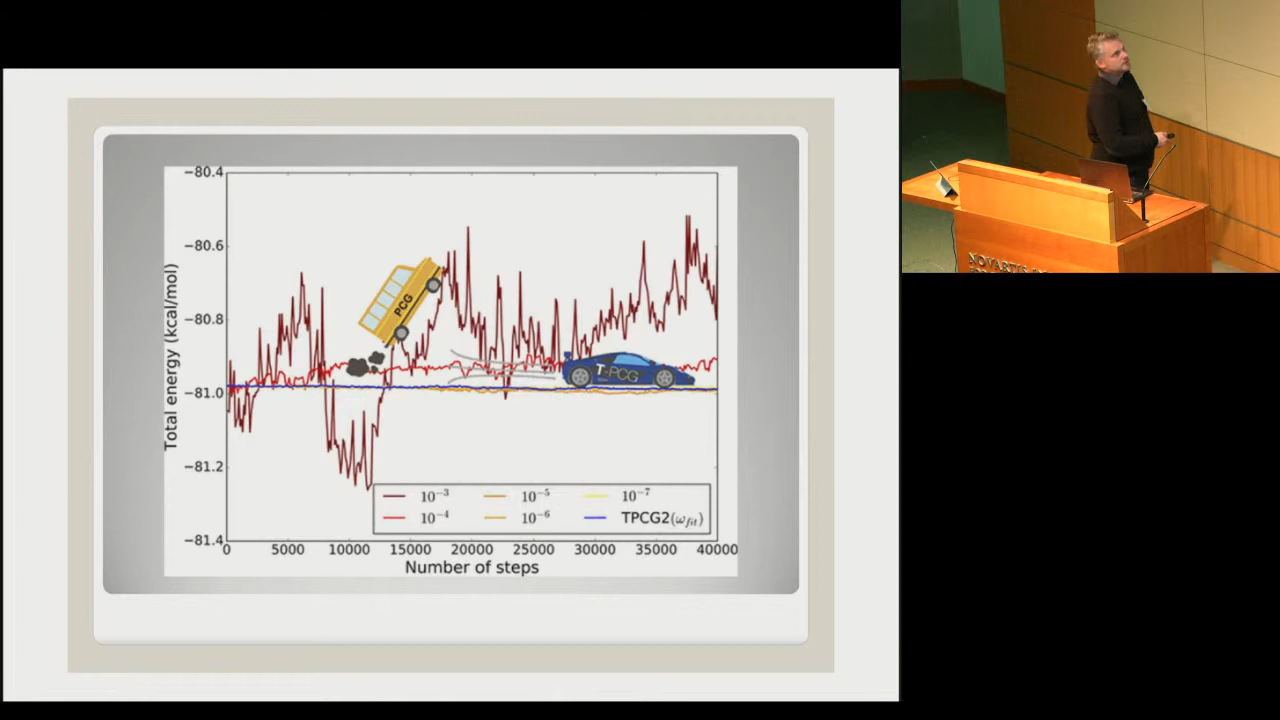 −80.4
−80.6
−80.8
−81.0
−81.2
−81.4
Total energy (kcal/mol)
PCG
T-PCG
10⁻³ 10⁻⁵ 10⁻⁷
10⁻⁴ 10⁻⁶ TPCG2(ω_fit)
0 5000 10000 15000 20000 25000 30000 35000 40000
Number of steps
NOVARTIS